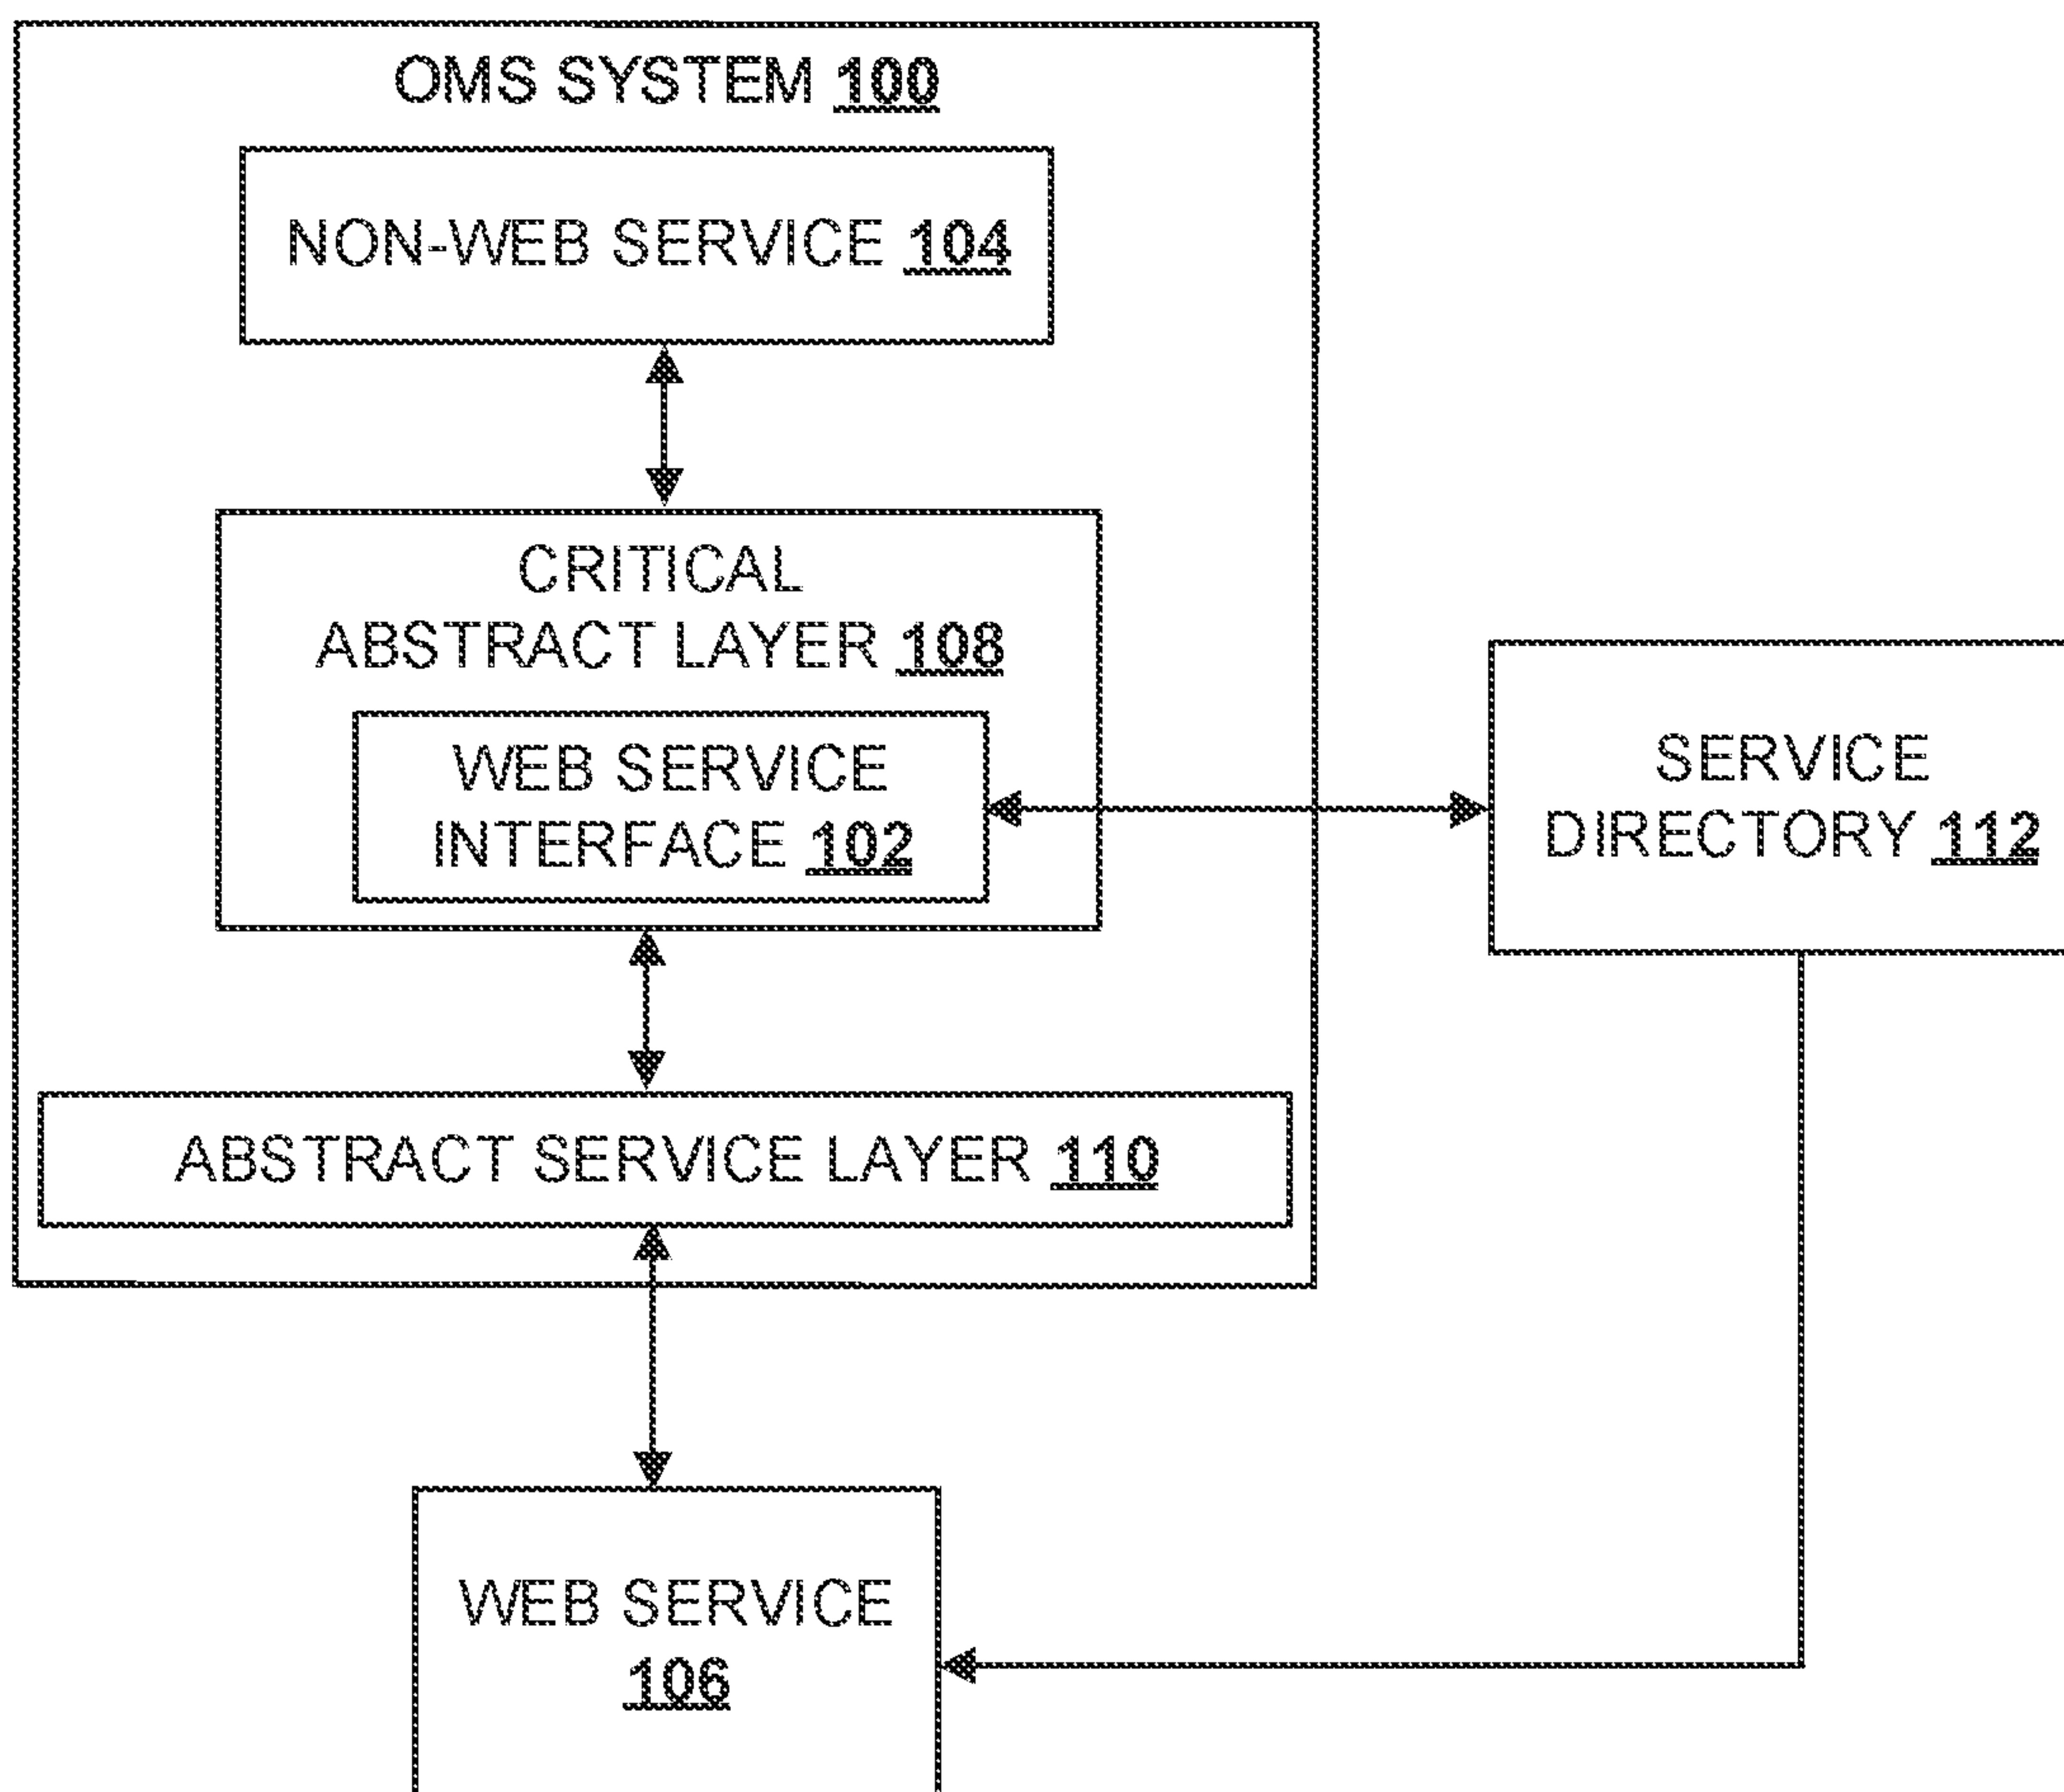 OMS SYSTEM 100
NON-WEB SERVICE 104
CRITICAL
ABSTRACT LAYER 108
WEB SERVICE
INTERFACE 102
SERVICE
DIRECTORY 112
ABSTRACT SERVICE LAYER 110
WEB SERVICE
106